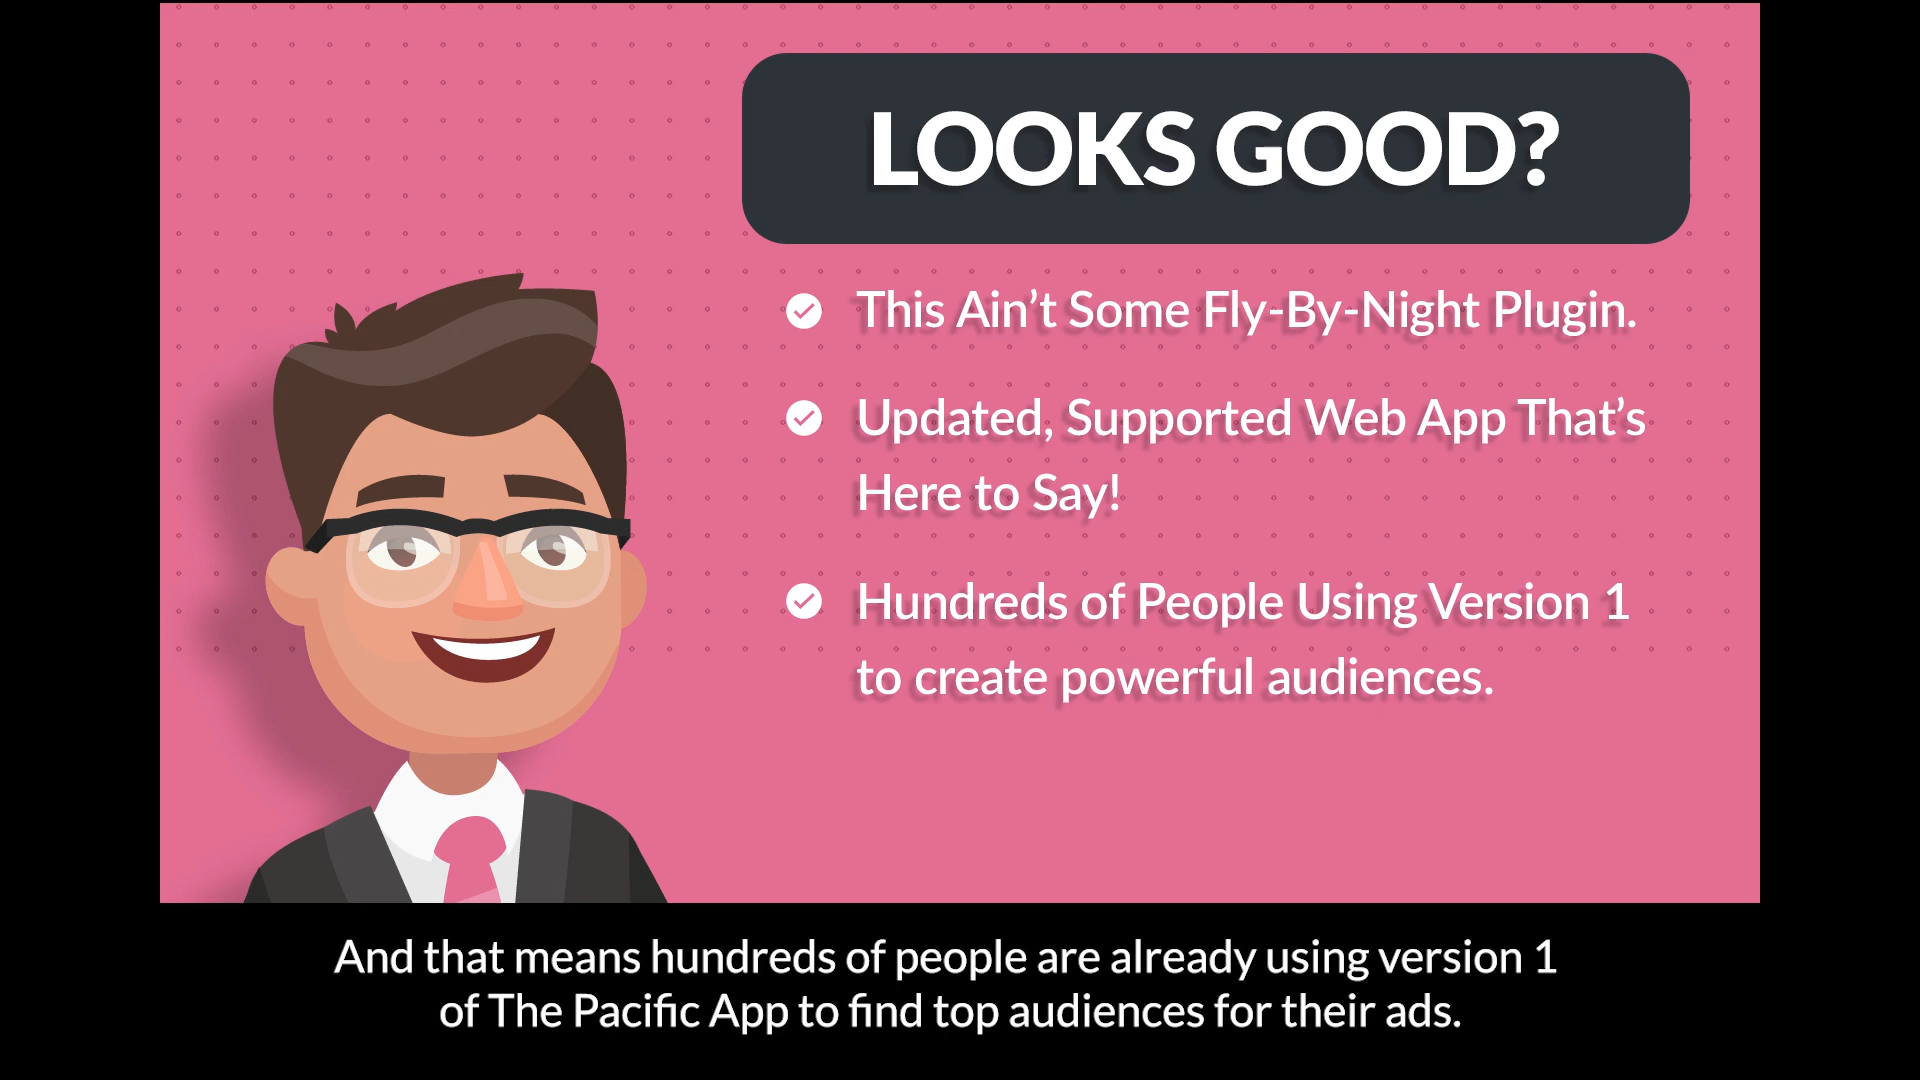 LOOKS GOOD?
This Ain't Some Fly-By-Night Plugin.
Updated, Supported Web App That's
Here to Say!
Hundreds of People Using Version 1
to create powerful audiences.
And that means hundreds of people are already using version 1
of The Pacific App to find top audiences for their ads.